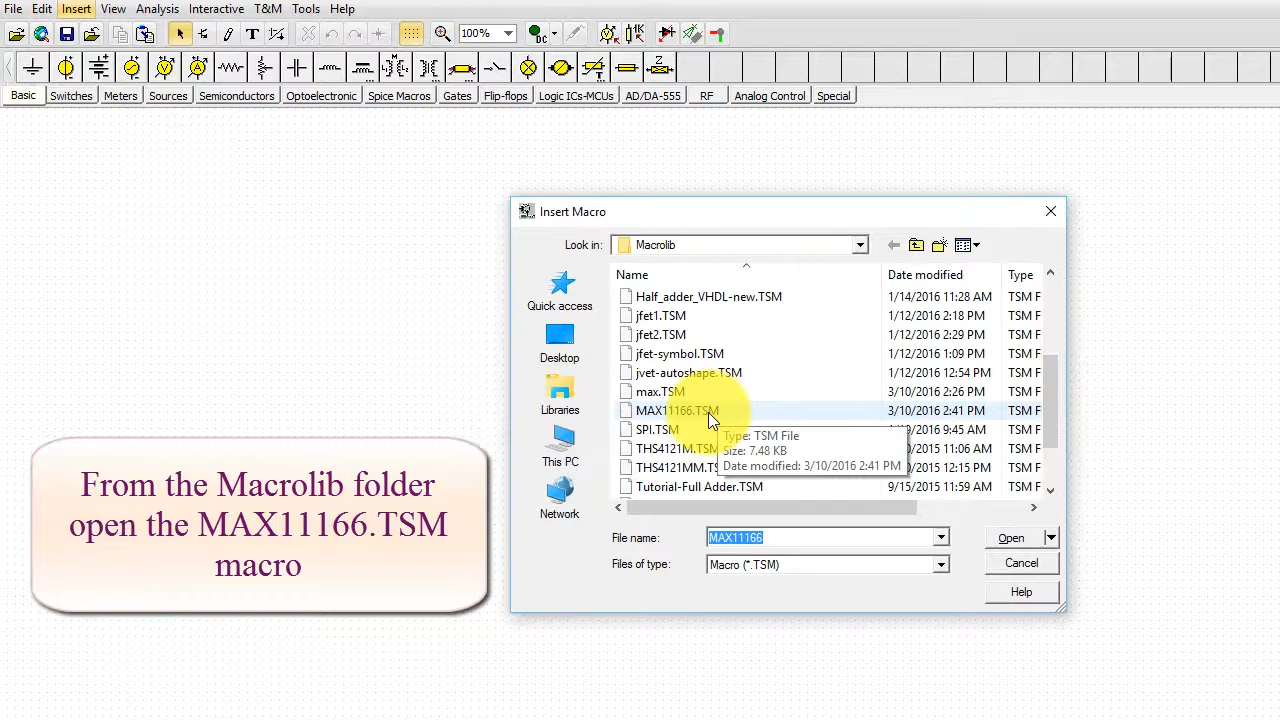 File Edit Insert View Analysis Interactive T&M Tools Help
100%
Basic Switches Meters Sources Semiconductors Optoelectronic Spice Macros Gates Flip-flops Logic ICs-MCUs AD/DA-555 RF Analog Control Special
Insert Macro
Look in: Macrolib
Name Date modified Type
Half_adder_VHDL-new.TSM 1/14/2016 11:28 AM TSM F
jfet1.TSM 1/12/2016 2:18 PM TSM F
jfet2.TSM 1/12/2016 2:29 PM TSM F
jfet-symbol.TSM 1/12/2016 1:09 PM TSM F
jvet-autoshape.TSM 1/12/2016 12:54 PM TSM F
max.TSM 3/10/2016 2:26 PM TSM F
MAX11166.TSM 3/10/2016 2:41 PM TSM F
SPI.TSM 9:45 AM TSM F
THS4121M.TSM 11:06 AM TSM F
THS4121MM.TS 12:15 PM TSM F
Tutorial-Full Adder.TSM 9/15/2015 11:59 AM TSM F
Type: TSM File
Size: 7.48 KB
Date modified: 3/10/2016 2:41 PM
Quick access
Desktop
Libraries
This PC
Network
File name: MAX11166 Open
Files of type: Macro (*.TSM) Cancel
Help
From the Macrolib folder
open the MAX11166.TSM
macro